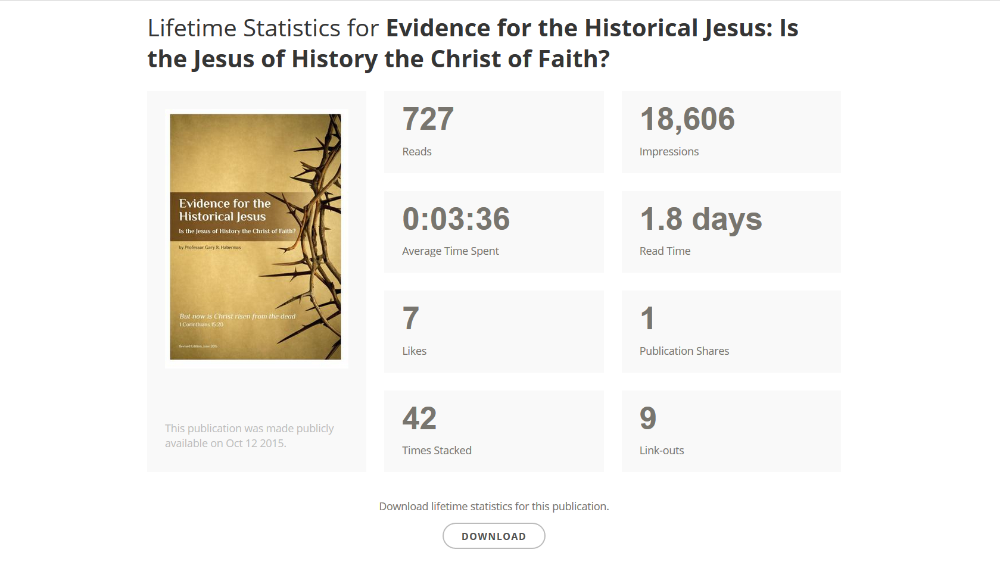 Lifetime Statistics for Evidence for the Historical Jesus: Is
the Jesus of History the Christ of Faith?
Evidence for the
Historical Jesus
Is the Jesus of History the Christ of Faith?
by Professor Gary R. Habermas
But now is Christ risen from the dead
1 Corinthians 15:20
Revised Edition, June 2015
This publication was made publicly
available on Oct 12 2015.
727
Reads
18,606
Impressions
0:03:36
Average Time Spent
1.8 days
Read Time
7
Likes
1
Publication Shares
42
Times Stacked
9
Link-outs
Download lifetime statistics for this publication.
DOWNLOAD